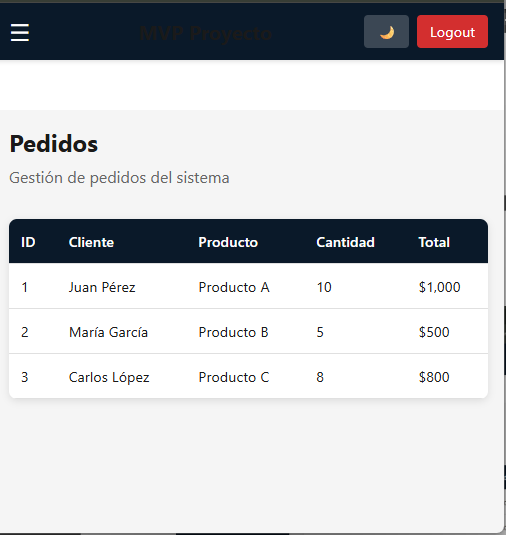 MVP Proyecto
Logout
Pedidos
Gestión de pedidos del sistema
ID Cliente Producto Cantidad Total
1 Juan Pérez Producto A 10 $1,000
2 María García Producto B 5 $500
3 Carlos López Producto C 8 $800